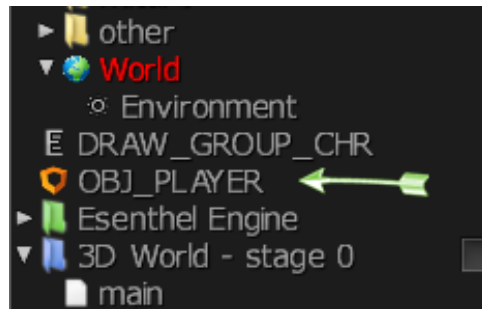 other
World
Environment
E DRAW_GROUP_CHR
OBJ_PLAYER
Esenthel Engine
3D World - stage 0
main